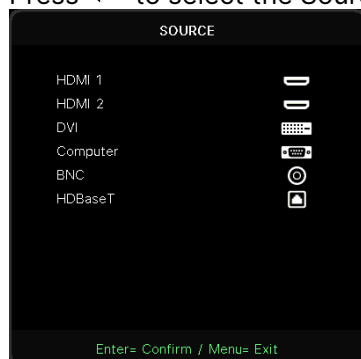 SOURCE
HDMI 1
HDMI 2
DVI
Computer
BNC
HDBaseT
Enter= Confirm / Menu= Exit